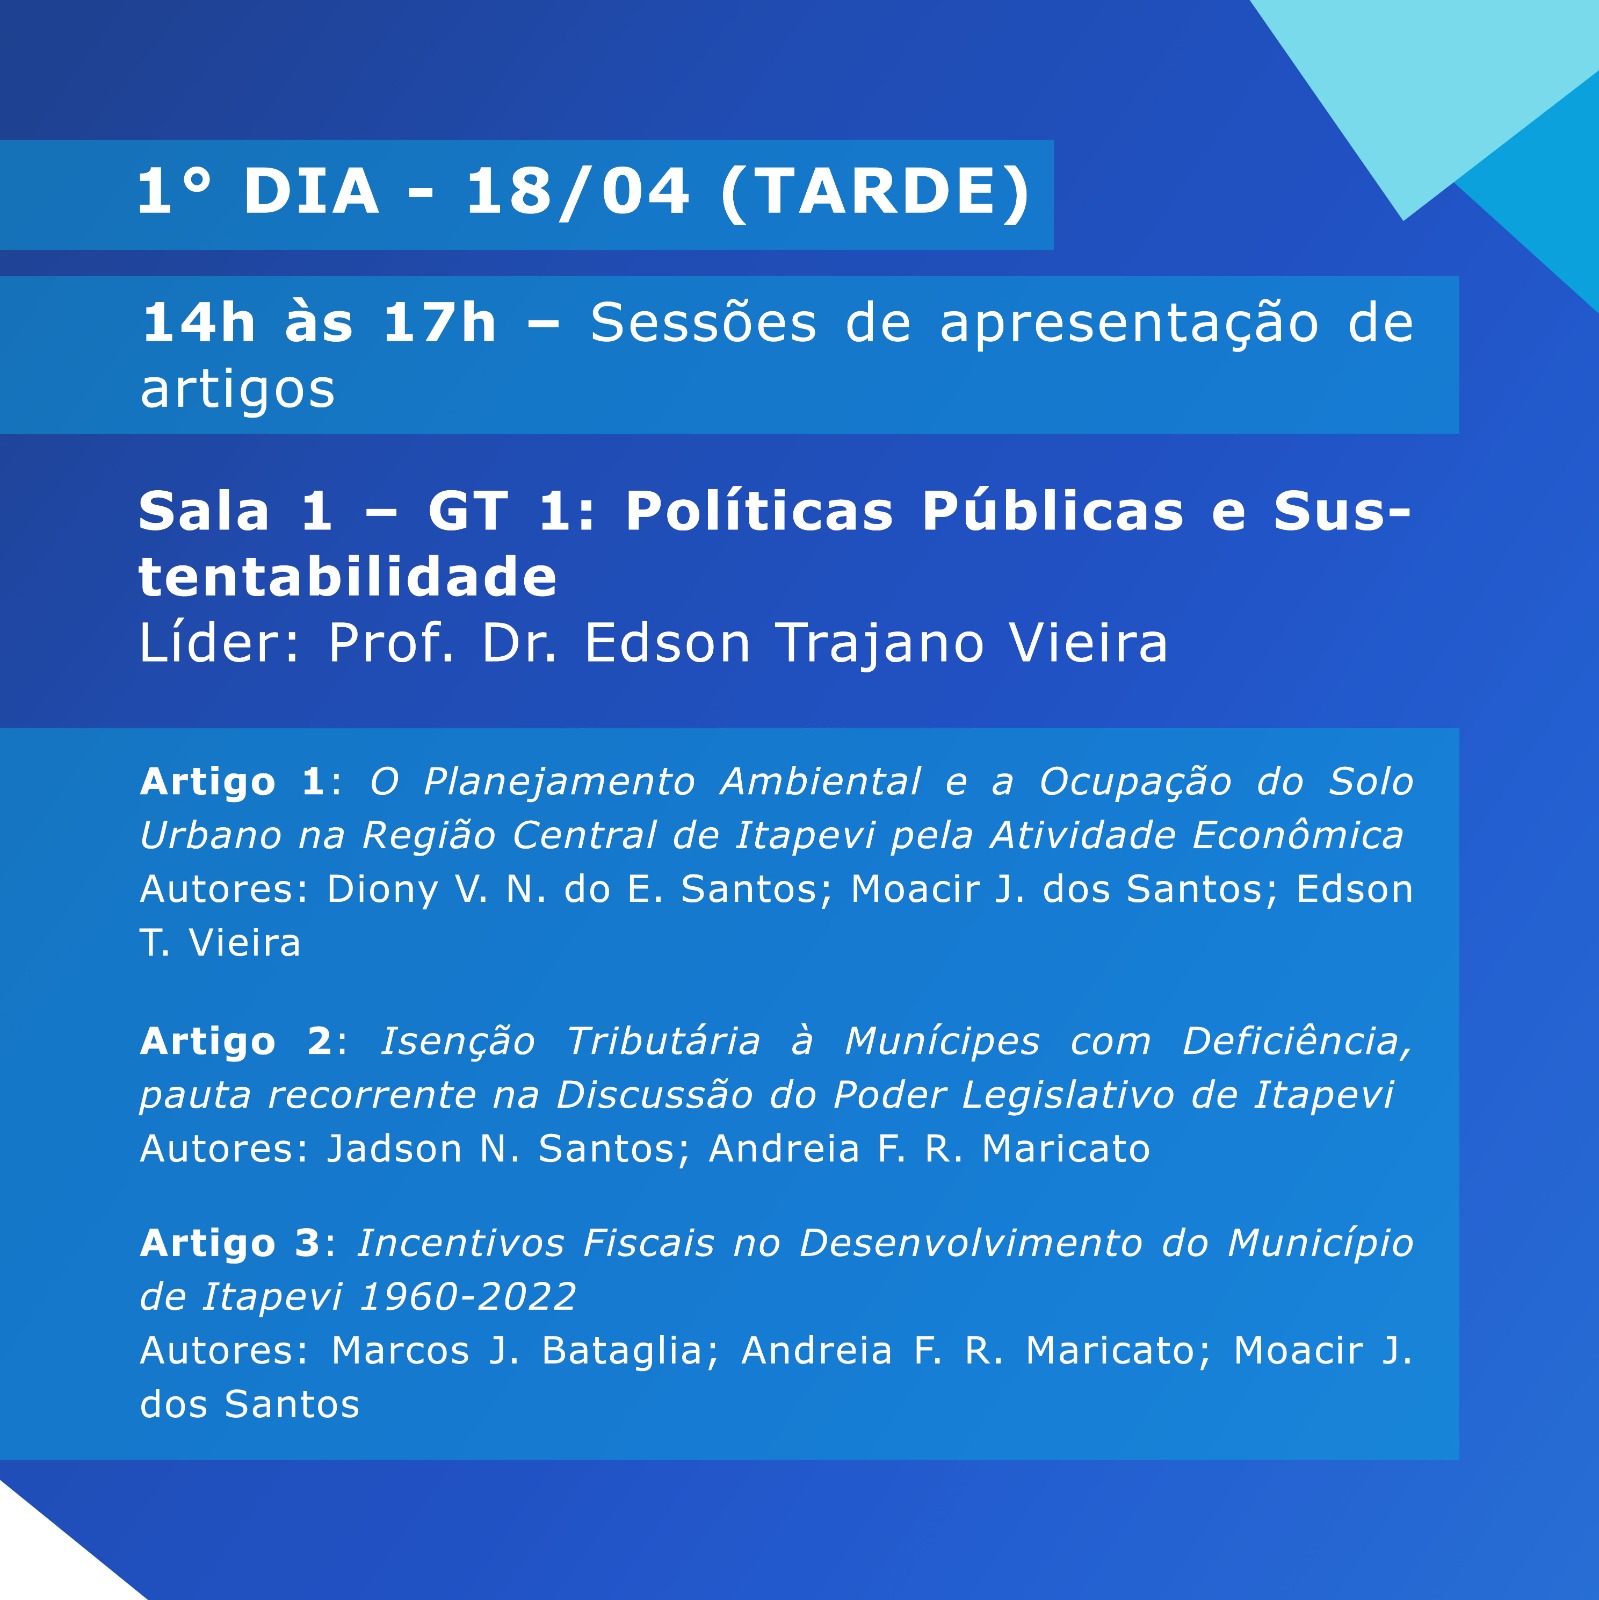 1° DIA - 18/04 (TARDE)
14h às 17h – Sessões de apresentação de
artigos
Sala 1 – GT 1: Políticas Públicas e Sus-
tentabilidade
Líder: Prof. Dr. Edson Trajano Vieira
Artigo 1: O Planejamento Ambiental e a Ocupação do Solo
Urbano na Região Central de Itapevi pela Atividade Econômica
Autores: Diony V. N. do E. Santos; Moacir J. dos Santos; Edson
T. Vieira
Artigo 2: Isenção Tributária à Munícipes com Deficiência,
pauta recorrente na Discussão do Poder Legislativo de Itapevi
Autores: Jadson N. Santos; Andreia F. R. Maricato
Artigo 3: Incentivos Fiscais no Desenvolvimento do Município
de Itapevi 1960-2022
Autores: Marcos J. Bataglia; Andreia F. R. Maricato; Moacir J.
dos Santos